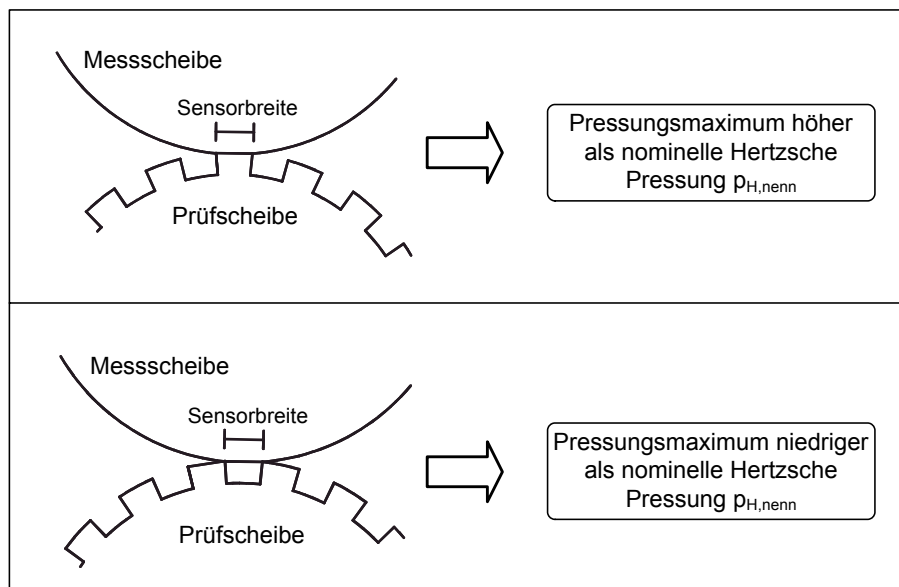 Messscheibe
Sensorbreite
Prüfscheibe
Pressungsmaximum höher
als nominelle Hertzsche
Pressung pH,nenn
Messscheibe
Sensorbreite
Prüfscheibe
Pressungsmaximum niedriger
als nominelle Hertzsche
Pressung pH,nenn